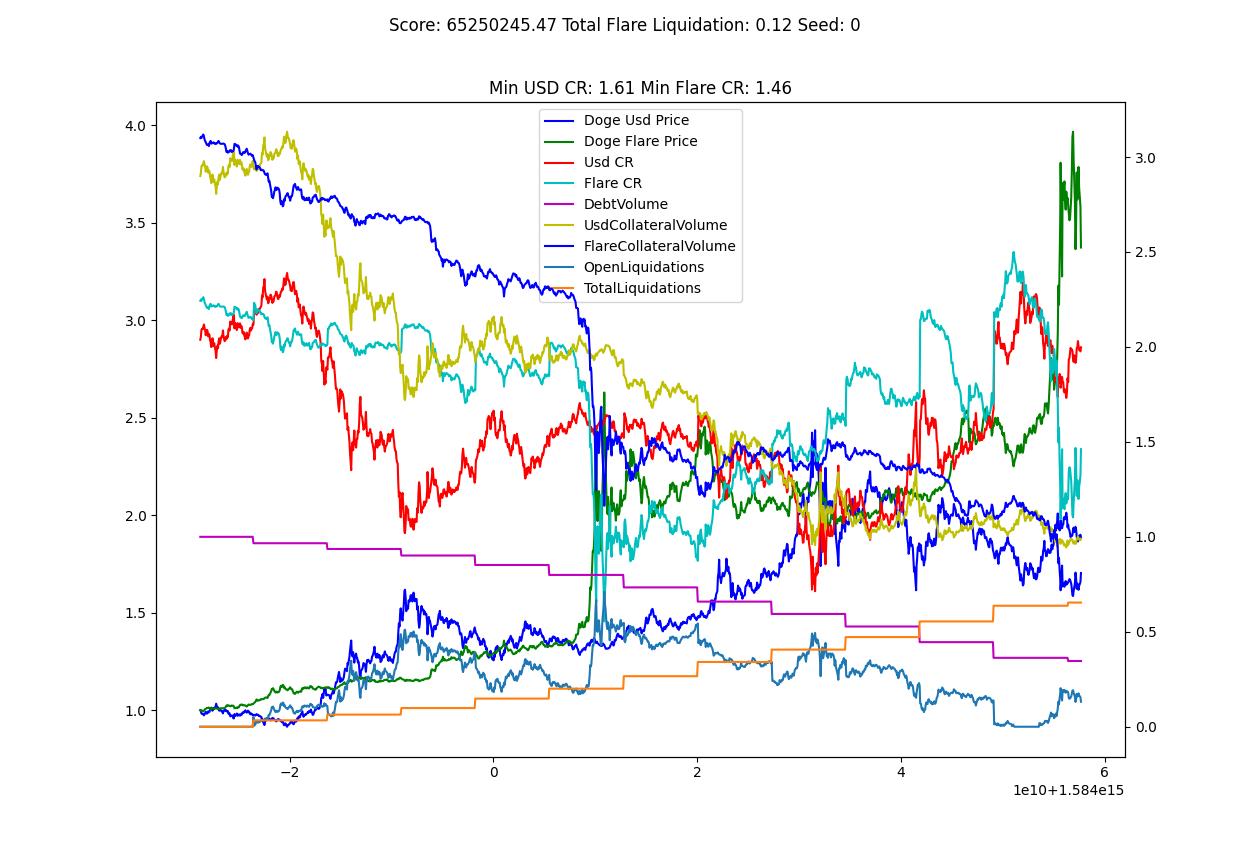 Score: 65250245.47 Total Flare Liquidation: 0.12 Seed: 0
Min USD CR: 1.61 Min Flare CR: 1.46
4.0
3.5
3.0
2.5
2.0
1.5
1.0
Doge Usd Price
Doge Flare Price
Usd CR
Flare CR
DebtVolume
UsdCollateralVolume
FlareCollateralVolume
OpenLiquidations
TotalLiquidations
3.0
2.5
2.0
1.5
1.0
0.5
0.0
−2 0 2 4 6
1e10+1.584e15